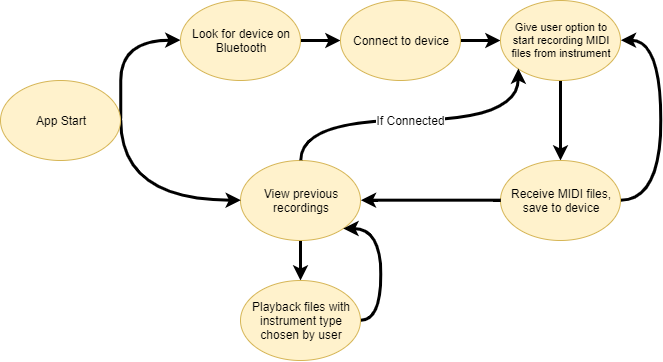 Look for device on
Bluetooth
Connect to device
Give user option to
start recording MIDI
files from instrument
App Start
If Connected
View previous
recordings
Receive MIDI files,
save to device
Playback files with
instrument type
chosen by user